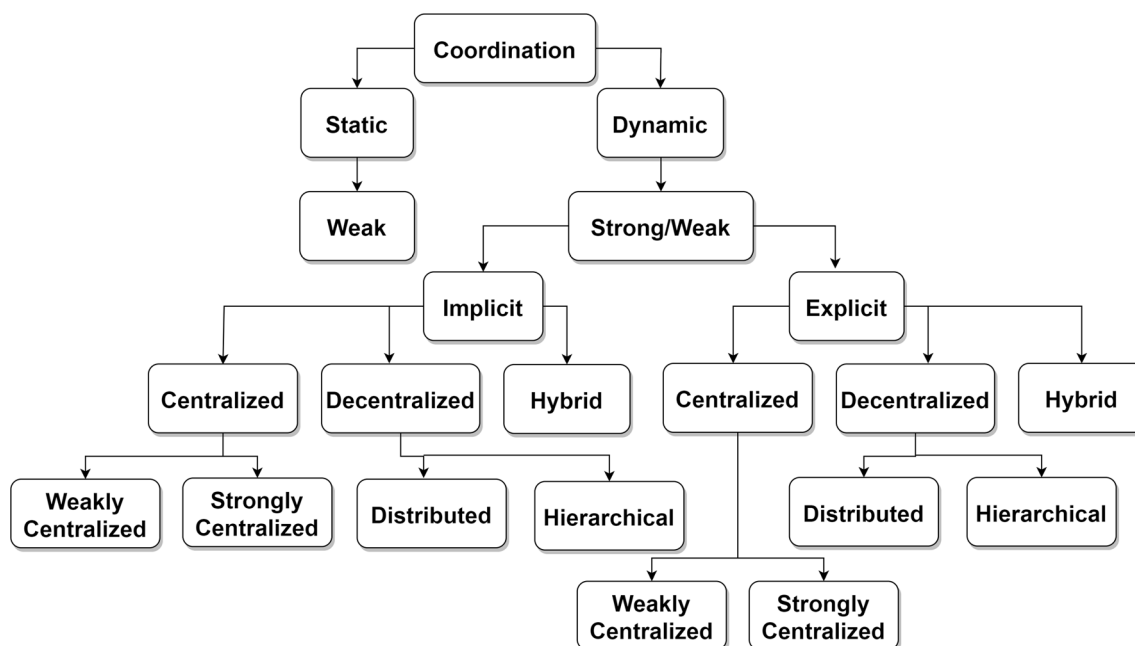 Coordination
Static
Dynamic
Weak
Strong/Weak
Implicit
Explicit
Centralized
Decentralized
Hybrid
Centralized
Decentralized
Hybrid
Weakly
Centralized
Strongly
Centralized
Distributed
Hierarchical
Distributed
Hierarchical
Weakly
Centralized
Strongly
Centralized